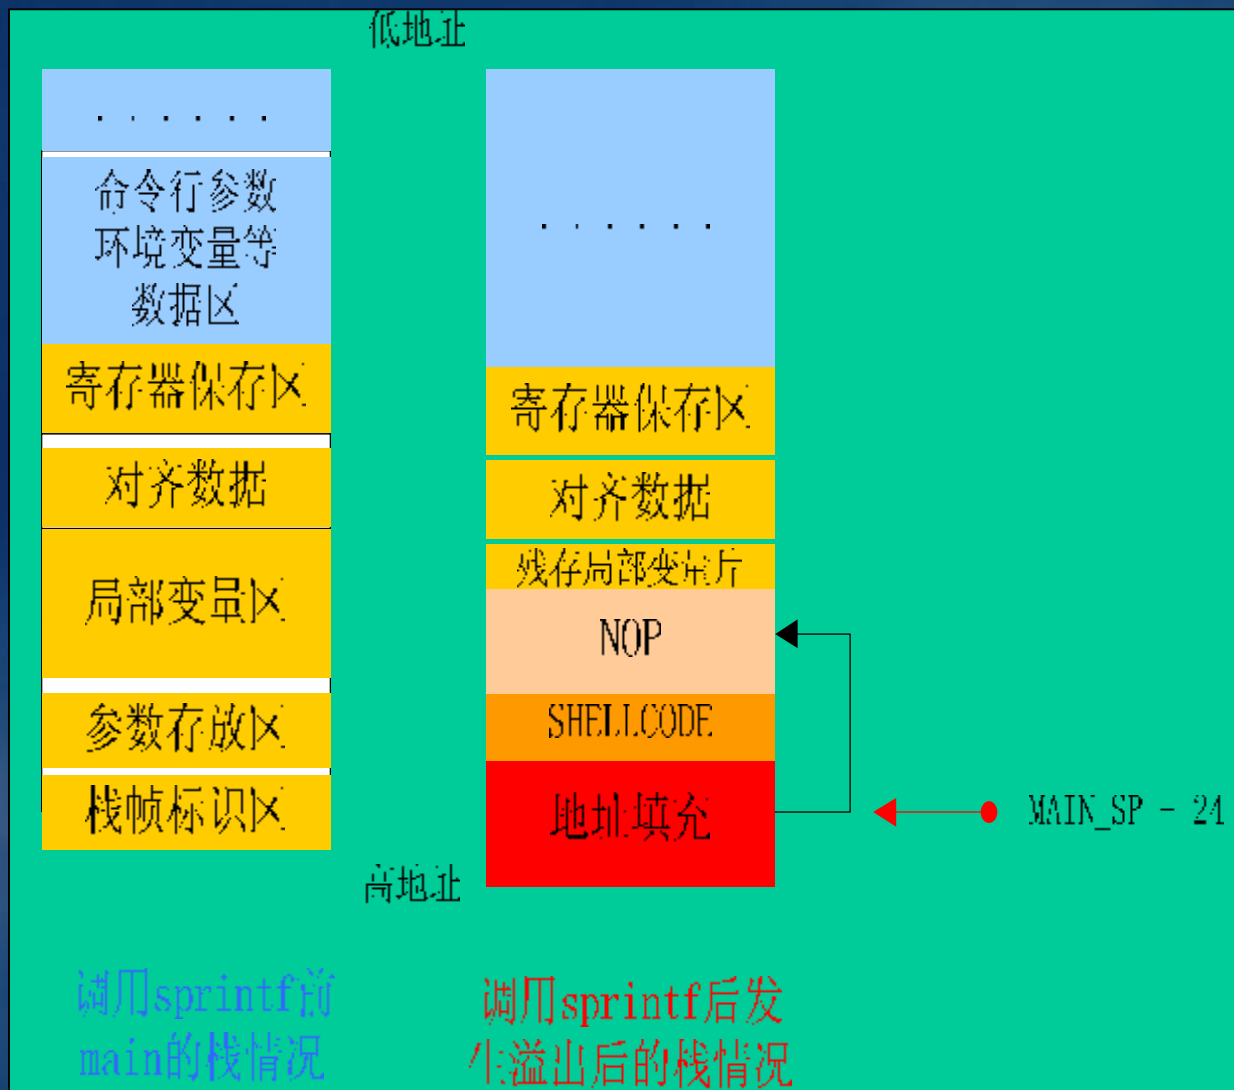 低地址
. . . . . .
命令行参数
环境变量等
数据区
寄存器保存区
对齐数据
局部变量区
参数存放区
栈帧标识区
. . . . . .
寄存器保存区
对齐数据
残存局部变量片
NOP
SHELLCODE
地址填充
MAIN_SP - 24
高地址
调用sprintf前
main的栈情况
调用sprintf后发
生溢出后的栈情况